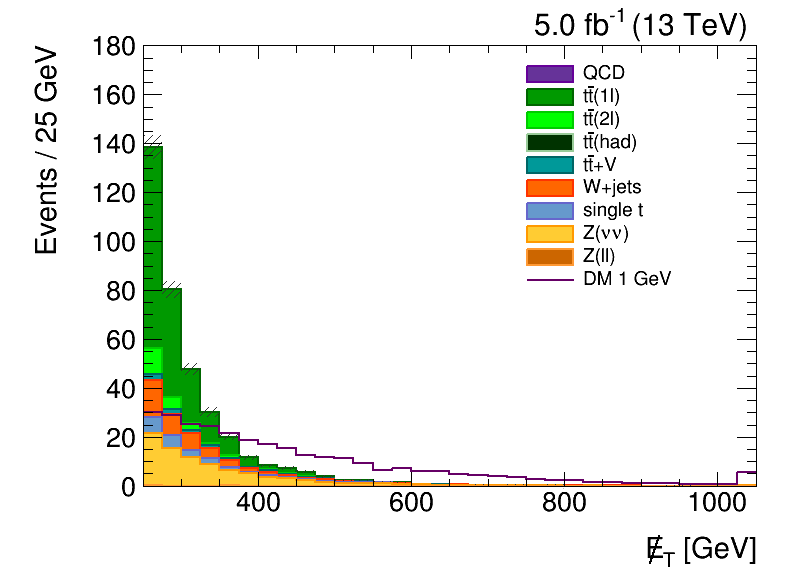 5.0 fb⁻¹ (13 TeV)
Events / 25 GeV
180
160
140
120
100
80
60
40
20
0
QCD
tt̄(1l)
tt̄(2l)
tt̄(had)
tt̄+V
W+jets
single t
Z(νν)
Z(ll)
DM 1 GeV
400 600 800 1000
E̸_T [GeV]